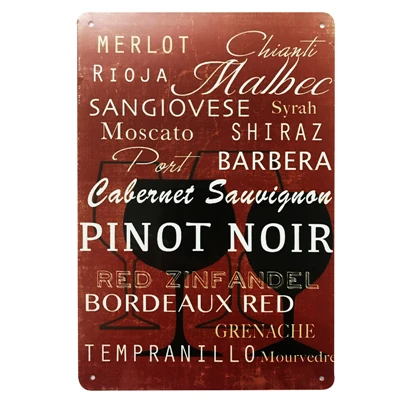 MERLOT Chianti
RIOJA Malbec
SANGIOVESE Syrah
Moscato SHIRAZ
Port BARBERA
Cabernet Sauvignon
PINOT NOIR
RED ZINFANDEL
BORDEAUX RED
GRENACHE
TEMPRANILLO Mourvedre